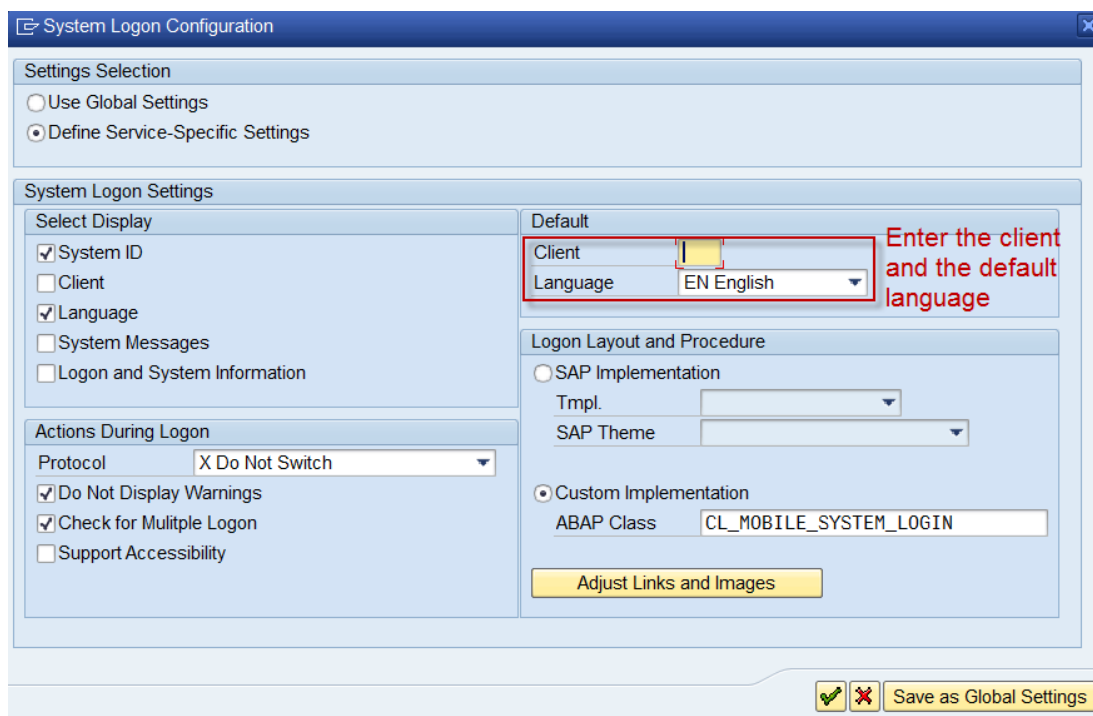 System Logon Configuration
Settings Selection
Use Global Settings
Define Service-Specific Settings
System Logon Settings
Select Display
System ID
Client
Language
System Messages
Logon and System Information
Actions During Logon
Protocol X Do Not Switch
Do Not Display Warnings
Check for Mulitple Logon
Support Accessibility
Default
Client
Language EN English
Enter the client
and the default
language
Logon Layout and Procedure
SAP Implementation
Tmpl.
SAP Theme
Custom Implementation
ABAP Class CL_MOBILE_SYSTEM_LOGIN
Adjust Links and Images
Save as Global Settings